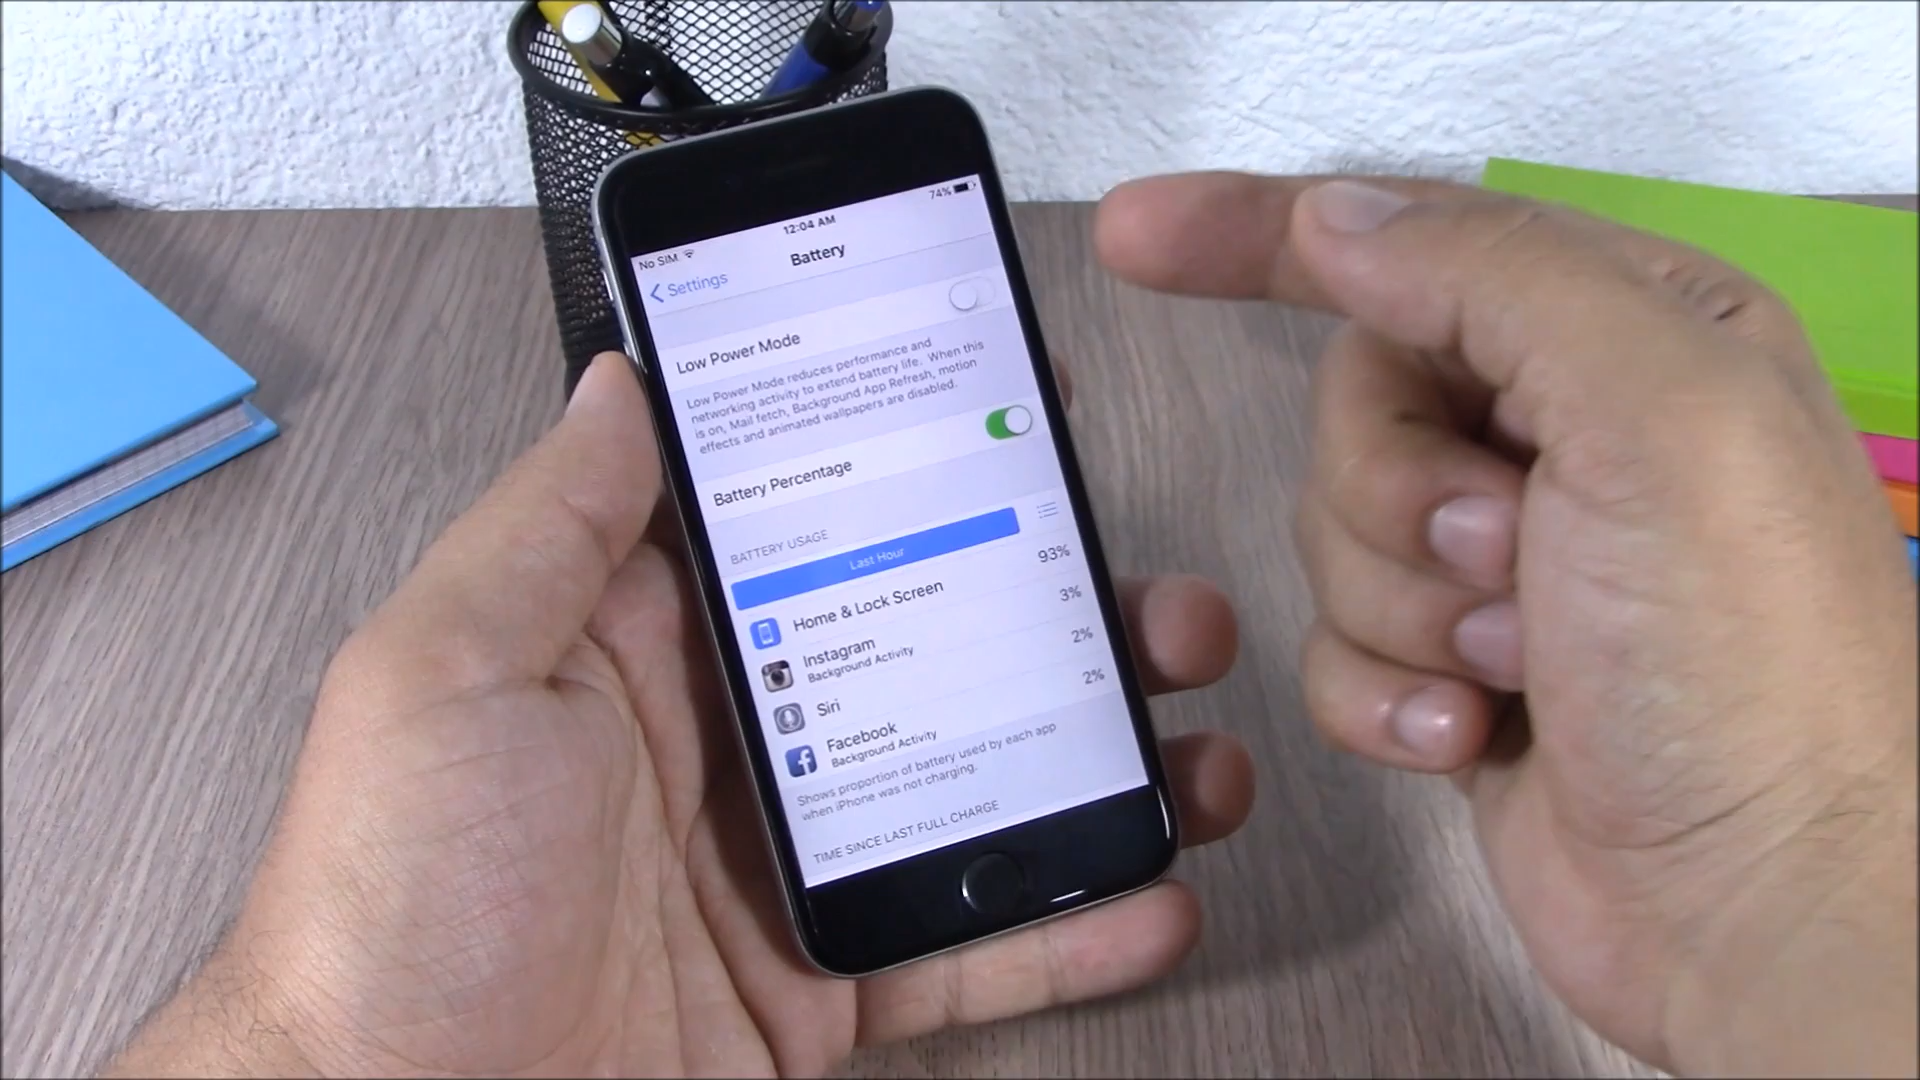 74%
12:04 AM
No SIM
Settings
Battery
Low Power Mode
Low Power Mode reduces performance and
networking activity to extend battery life. When this
is on, Mail fetch, Background App Refresh, motion
effects and animated wallpapers are disabled.
Battery Percentage
BATTERY USAGE
Last Hour
Home & Lock Screen 93%
Instagram 3%
Background Activity
Siri 2%
Facebook 2%
Background Activity
Shows proportion of battery used by each app
when iPhone was not charging.
TIME SINCE LAST FULL CHARGE